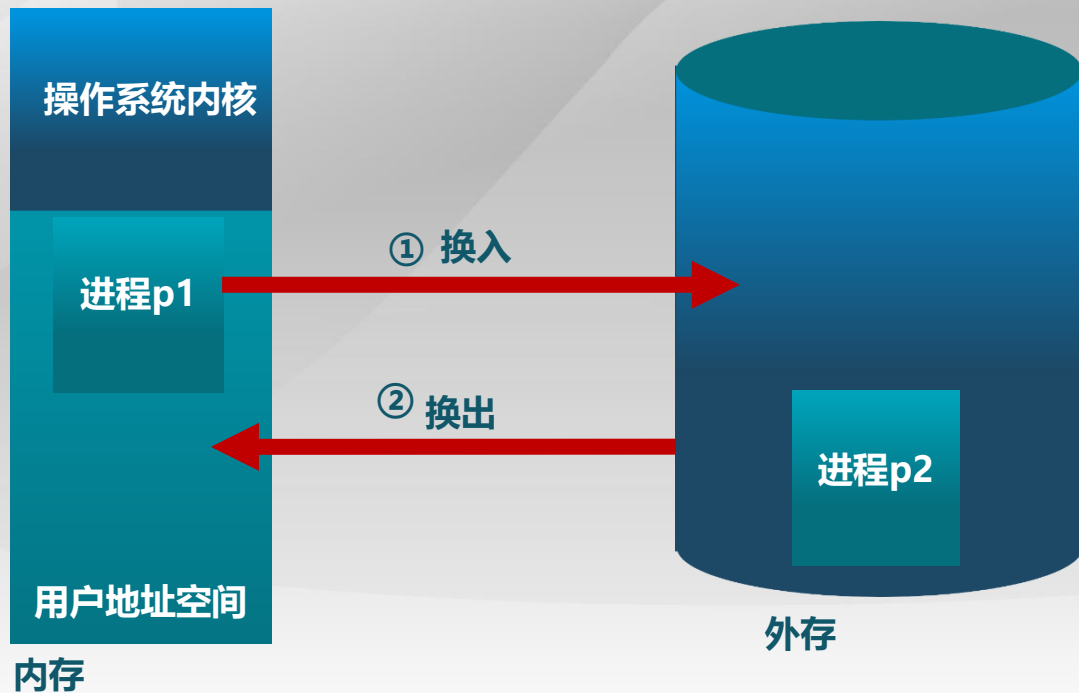 操作系统内核
进程p1
① 换入
② 换出
进程p2
用户地址空间
外存
内存